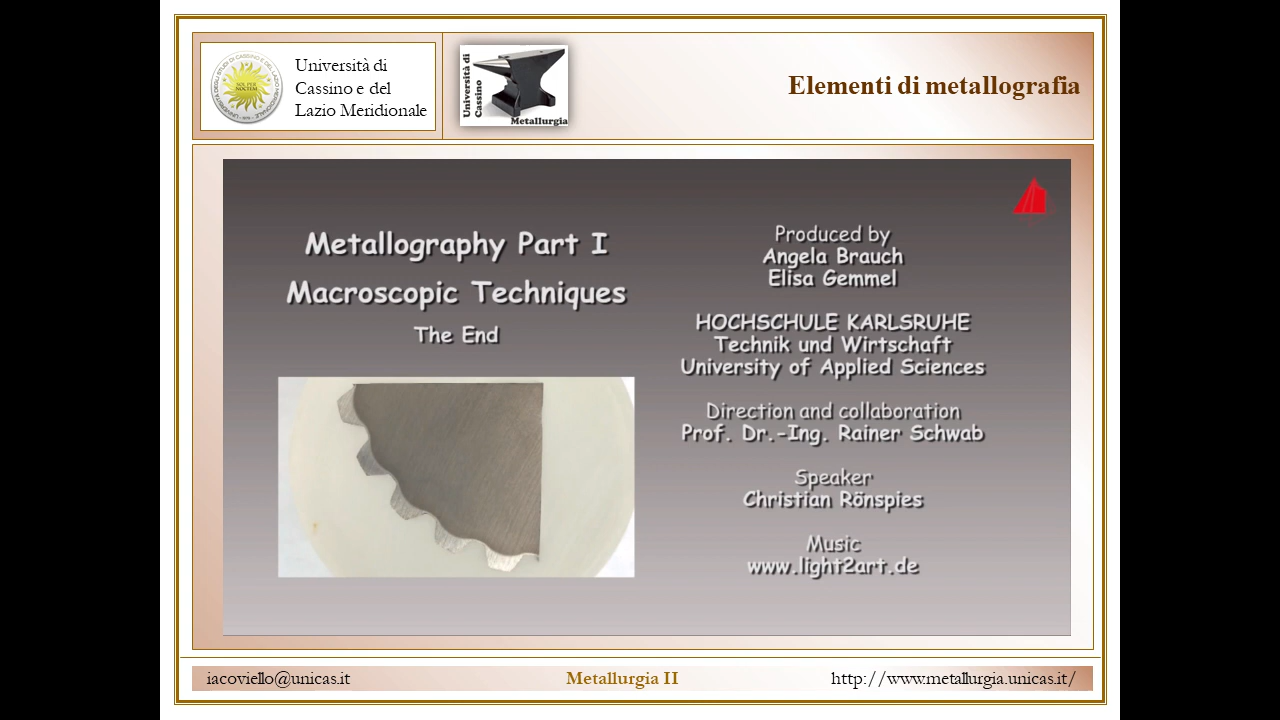 Università di
Cassino e del
Lazio Meridionale
Università di
Cassino
Metallurgia
Elementi di metallografia
Metallography Part I
Macroscopic Techniques
The End
Produced by
Angela Brauch
Elisa Gemmel
HOCHSCHULE KARLSRUHE
Technik und Wirtschaft
University of Applied Sciences
Direction and collaboration
Prof. Dr.-Ing. Rainer Schwab
Speaker
Christian Rönspies
Music
www.light2art.de
iacoviello@unicas.it
Metallurgia II
http://www.metallurgia.unicas.it/